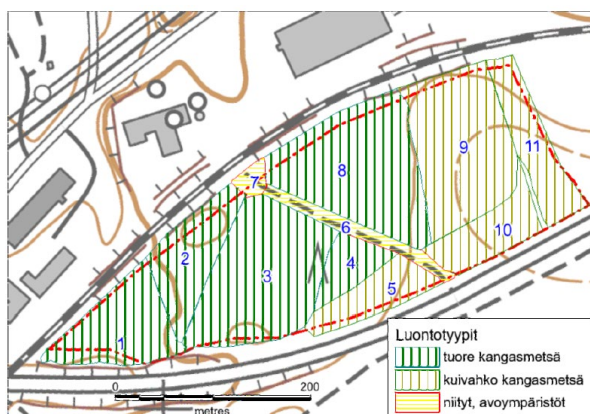 8
9
11
7
2
6
10
3
4
5
1
0
200
metres
Luontotyypit
tuore kangasmetsä
kuivahko kangasmetsä
niityt, avoympäristöt